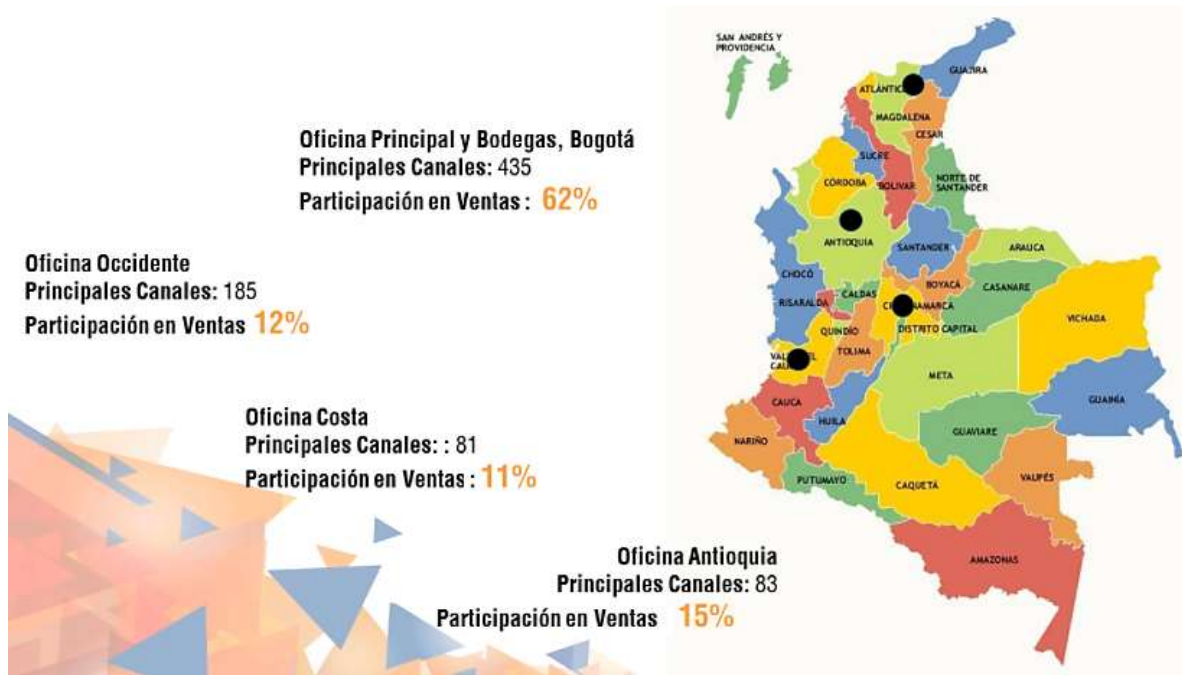 Oficina Principal y Bodegas, Bogotá
Principales Canales: 435
Participación en Ventas : 62%
Oficina Occidente
Principales Canales: 185
Participación en Ventas 12%
Oficina Costa
Principales Canales: : 81
Participación en Ventas : 11%
Oficina Antioquia
Principales Canales: 83
Participación en Ventas 15%
SAN ANDRÉS Y
PROVIDENCIA
GUAJIRA
MAGDALENA
CESAR
SUCRE
CÓRDOBA
BOLIVAR
NORTE DE
SANTANDER
ANTIOQUIA
SANTANDER
ARAUCA
CHOCÓ
CALDAS
BOYACÁ
CASANARE
RISARALDA
VICHADA
QUINDÍO
DISTRITO CAPITAL
TOLIMA
META
CAUCA
HUILA
GUAINÍA
NARIÑO
GUAVIARE
PUTUMAYO
CAQUETÁ
VAUPÉS
AMAZONAS